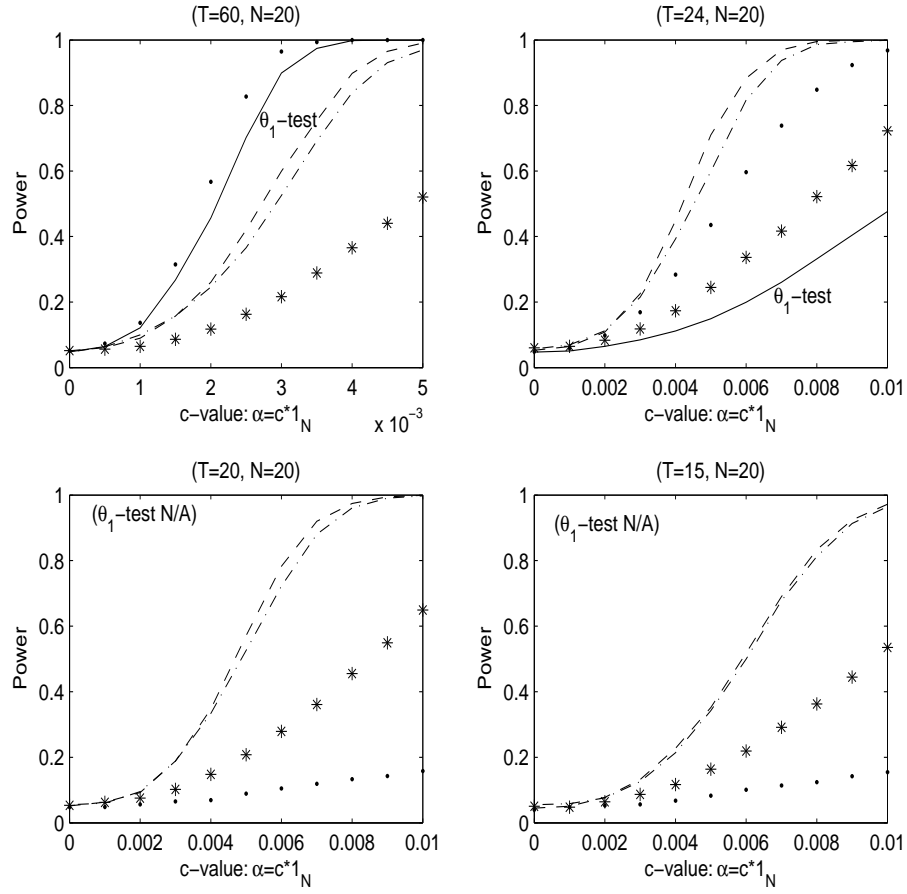 (T=60, N=20)
1
0.8
0.6
0.4
0.2
0
Power
θ₁−test
0 1 2 3 4 5
x 10⁻³
c−value: α=c*1_N
(T=24, N=20)
1
0.8
0.6
0.4
0.2
0
Power
θ₁−test
0 0.002 0.004 0.006 0.008 0.01
c−value: α=c*1_N
(T=20, N=20)
1
0.8
0.6
0.4
0.2
0
Power
(θ₁−test N/A)
0 0.002 0.004 0.006 0.008 0.01
c−value: α=c*1_N
(T=15, N=20)
1
0.8
0.6
0.4
0.2
0
Power
(θ₁−test N/A)
0 0.002 0.004 0.006 0.008 0.01
c−value: α=c*1_N